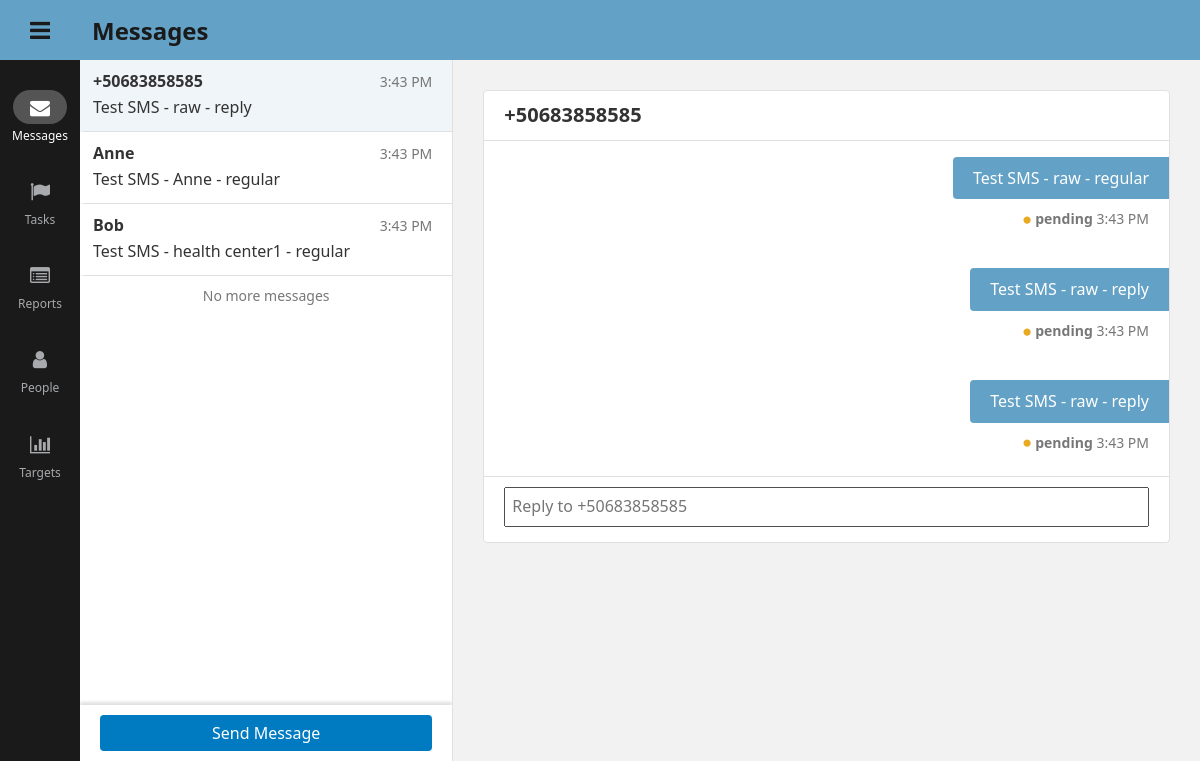 Messages
Messages
Tasks
Reports
People
Targets
+50683858585 3:43 PM
Test SMS - raw - reply
Anne 3:43 PM
Test SMS - Anne - regular
Bob 3:43 PM
Test SMS - health center1 - regular
No more messages
Send Message
+50683858585
Test SMS - raw - regular
pending 3:43 PM
Test SMS - raw - reply
pending 3:43 PM
Test SMS - raw - reply
pending 3:43 PM
Reply to +50683858585